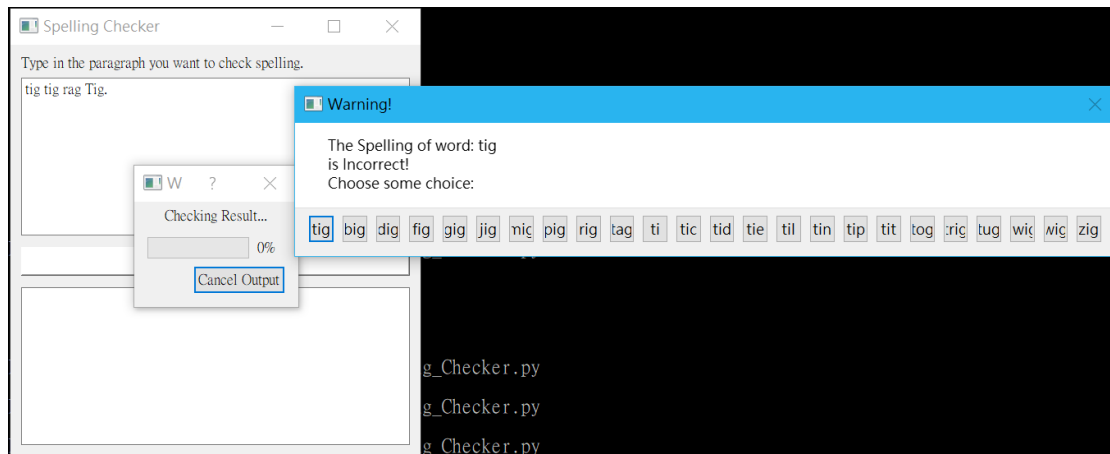 Spelling Checker
Type in the paragraph you want to check spelling.
tig tig rag Tig.
Warning!
The Spelling of word: tig
is Incorrect!
Choose some choice:
tig big dig fig gig jig mig pig rig tag ti tic tid tie til tin tip tit tog trig tug wig zig
W ?
Checking Result...
0%
Cancel Output
g_Checker.py
g_Checker.py
g_Checker.py